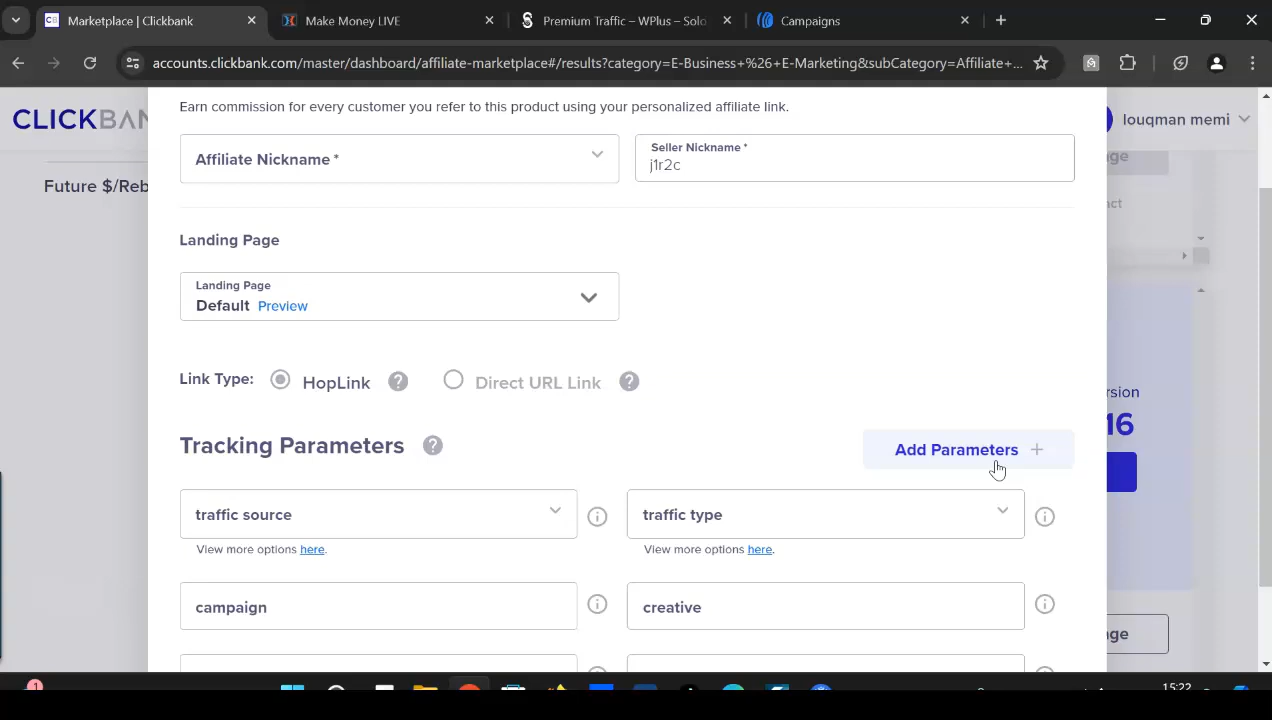 Marketplace | Clickbank
Make Money LIVE
Premium Traffic – WPlus – Solo
Campaigns
accounts.clickbank.com/master/dashboard/affiliate-marketplace#/results?category=E-Business+%26+E-Marketing&subCategory=Affiliate+...
Earn commission for every customer you refer to this product using your personalized affiliate link.
CLICKBAN
louqman memi
Affiliate Nickname *
Seller Nickname *
j1r2c
Future $/Reb
Landing Page
Landing Page
Default Preview
Link Type: HopLink Direct URL Link
rsion
16
Tracking Parameters
Add Parameters +
traffic source
traffic type
View more options here.
View more options here.
campaign
creative
nge
1
15:22